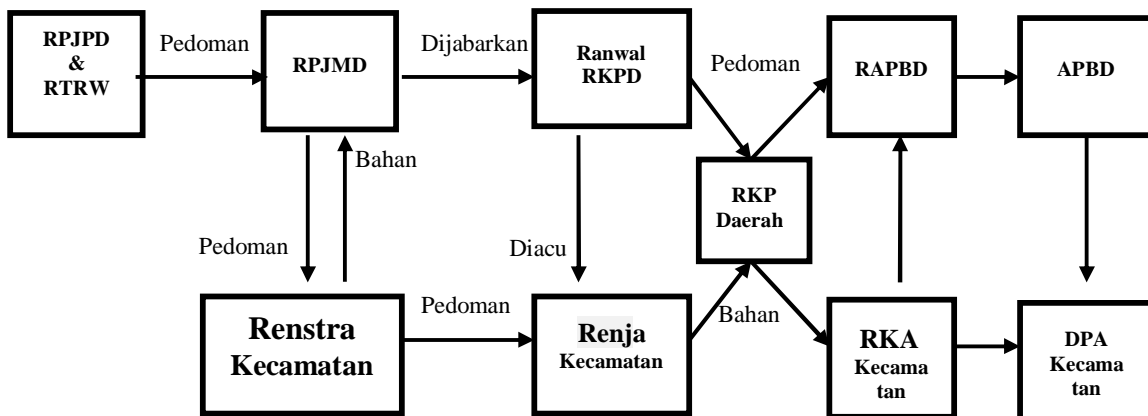 RPJPD
&
RTRW
Pedoman
RPJMD
Dijabarkan
Ranwal
RKPD
Pedoman
RAPBD
APBD
Bahan
RKP
Daerah
Pedoman
Diacu
Renstra
Kecamatan
Pedoman
Renja
Kecamatan
Bahan
RKA
Kecama
tan
DPA
Kecama
tan